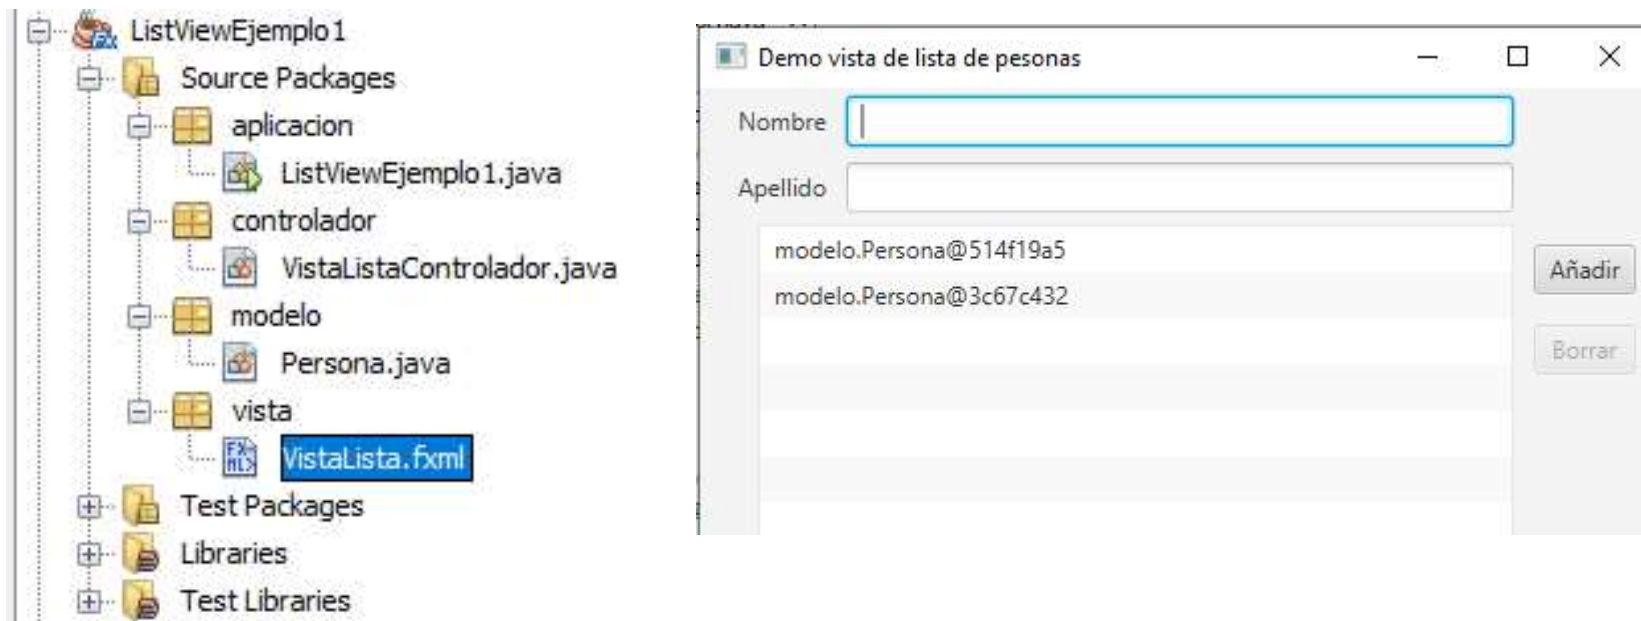 ListViewEjemplo1
Source Packages
aplicacion
ListViewEjemplo1.java
controlador
VistaListaControlador.java
modelo
Persona.java
vista
VistaLista.fxml
Test Packages
Libraries
Test Libraries
Demo vista de lista de pesonas
Nombre
Apellido
modelo.Persona@514f19a5
modelo.Persona@3c67c432
Añadir
Borrar